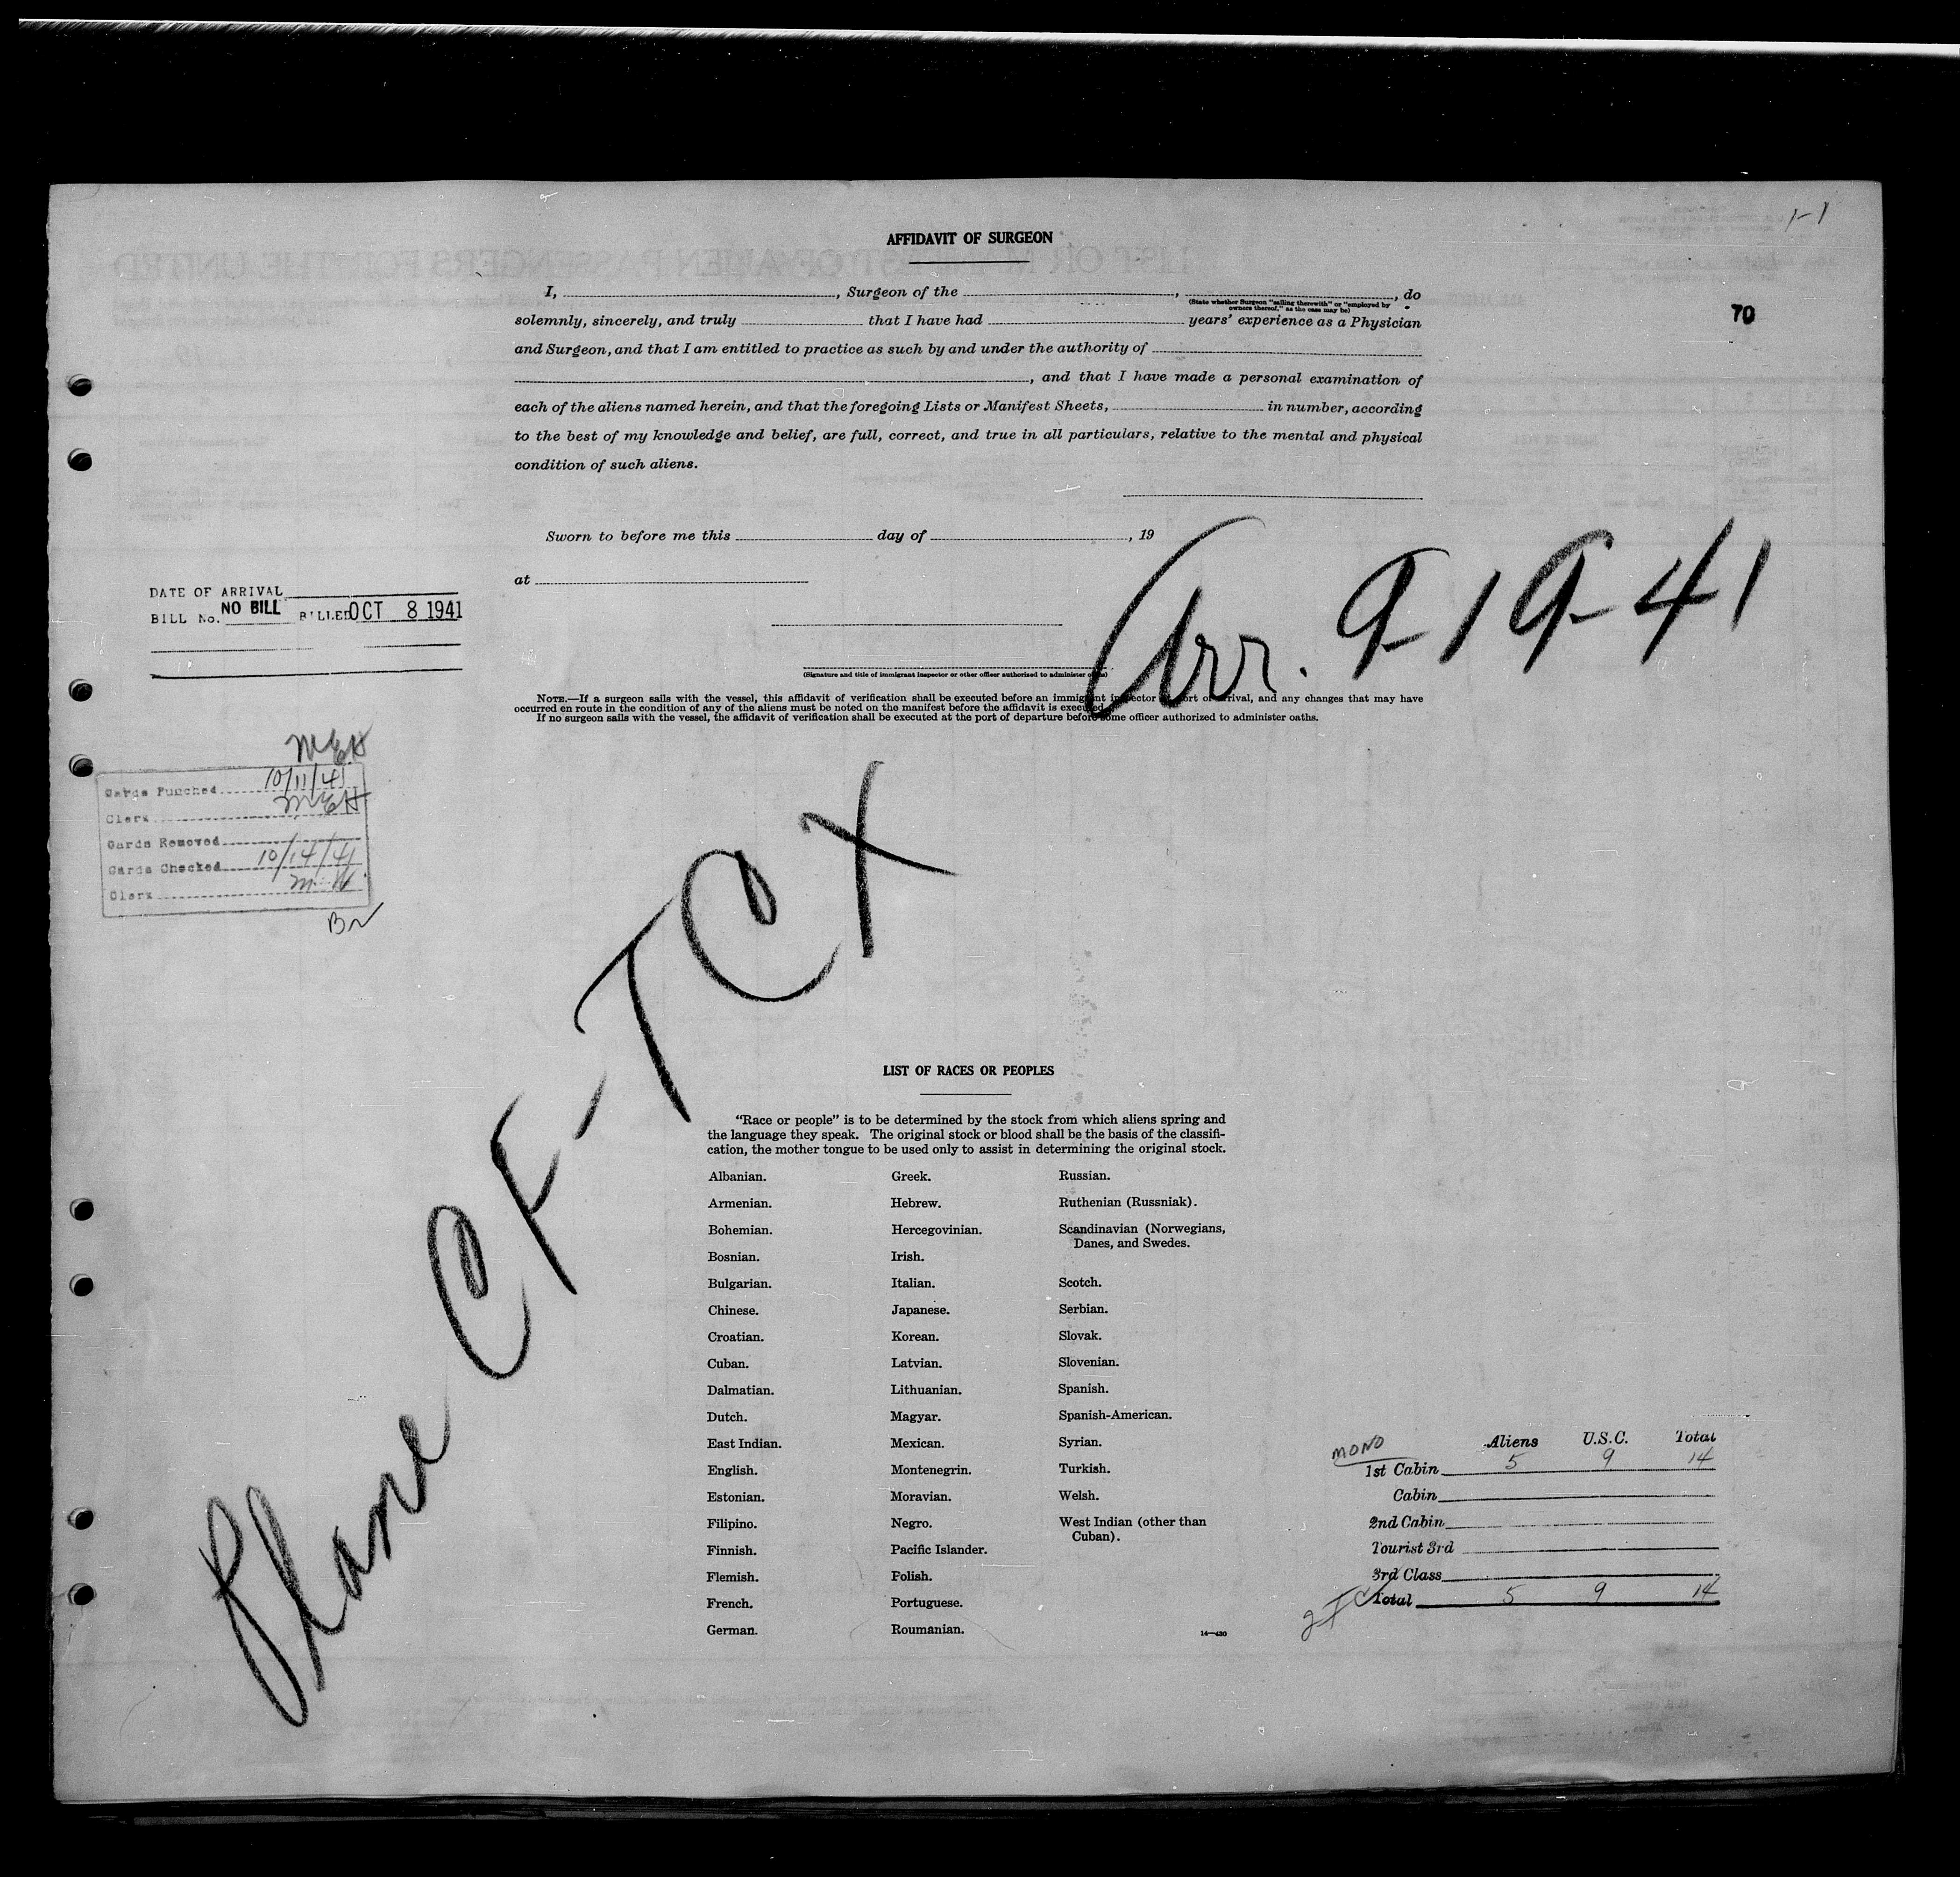 1-1
AFFIDAVIT OF SURGEON
70
I, , Surgeon of the , , do
(State whether Surgeon "sailing therewith" or "employed by
owners thereof," as the case may be)
solemnly, sincerely, and truly that I have had years' experience as a Physician
and Surgeon, and that I am entitled to practice as such by and under the authority of
, and that I have made a personal examination of
each of the aliens named herein, and that the foregoing Lists or Manifest Sheets, in number, according
to the best of my knowledge and belief, are full, correct, and true in all particulars, relative to the mental and physical
condition of such aliens.
Sworn to before me this day of , 19
at
Arr. 9-19-41
DATE OF ARRIVAL
BILL No. NO BILL BILLED OCT 8 1941
(Signature and title of immigrant inspector or other officer authorized to administer oaths)
NOTE.—If a surgeon sails with the vessel, this affidavit of verification shall be executed before an immigrant inspector at port of arrival, and any changes that may have
occurred en route in the condition of any of the aliens must be noted on the manifest before the affidavit is executed.
If no surgeon sails with the vessel, the affidavit of verification shall be executed at the port of departure before some officer authorized to administer oaths.
MEH
Cards Punched 10/11/41
Clerk MEH
Cards Removed
Cards Checked 10/14/41
Clerk
Plane CF-TCX
LIST OF RACES OR PEOPLES
"Race or people" is to be determined by the stock from which aliens spring and
the language they speak. The original stock or blood shall be the basis of the classifi-
cation, the mother tongue to be used only to assist in determining the original stock.
Albanian.
Armenian.
Bohemian.
Bosnian.
Bulgarian.
Chinese.
Croatian.
Cuban.
Dalmatian.
Dutch.
East Indian.
English.
Estonian.
Filipino.
Finnish.
Flemish.
French.
German.
Greek.
Hebrew.
Hercegovinian.
Irish.
Italian.
Japanese.
Korean.
Latvian.
Lithuanian.
Magyar.
Mexican.
Montenegrin.
Moravian.
Negro.
Pacific Islander.
Polish.
Portuguese.
Roumanian.
Russian.
Ruthenian (Russniak).
Scandinavian (Norwegians,
Danes, and Swedes.
Scotch.
Serbian.
Slovak.
Slovenian.
Spanish.
Spanish-American.
Syrian.
Turkish.
Welsh.
West Indian (other than
Cuban).
14—430
MONO Aliens U.S.C. Total
1st Cabin 5 9 14
Cabin
2nd Cabin
Tourist 3rd
3rd Class
Total 5 9 14